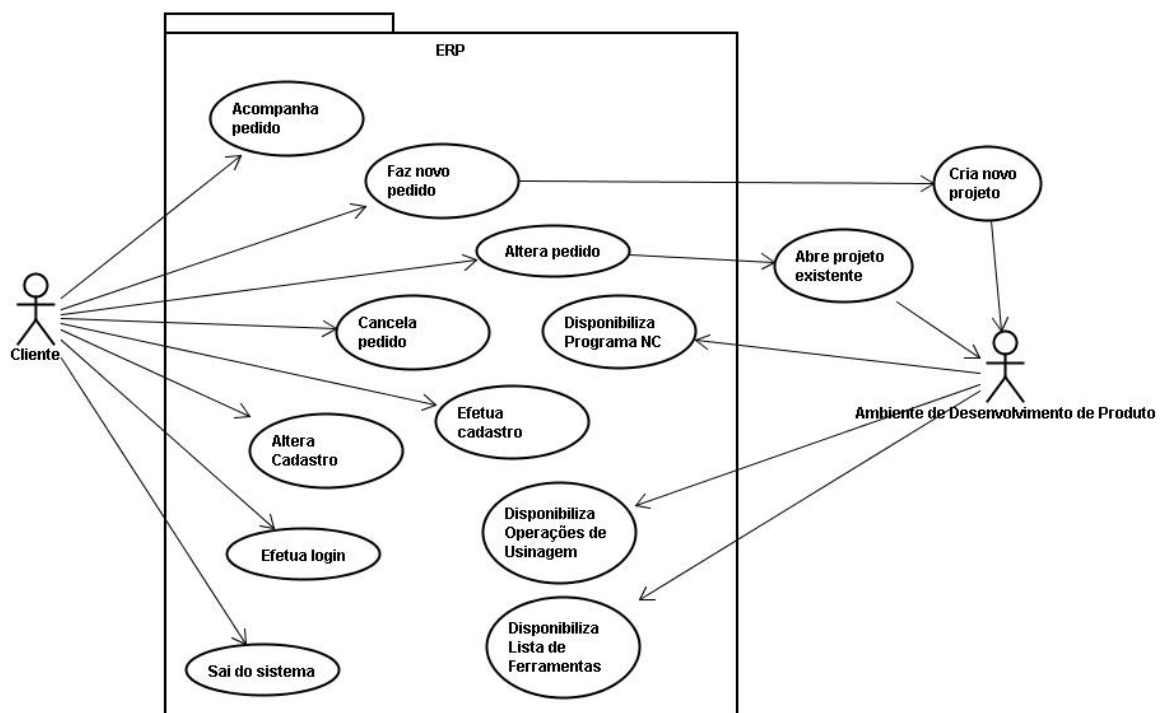 ERP
Acompanha
pedido
Faz novo
pedido
Cria novo
projeto
Altera pedido
Abre projeto
existente
Cliente
Cancela
pedido
Disponibiliza
Programa NC
Ambiente de Desenvolvimento de Produto
Efetua
cadastro
Altera
Cadastro
Disponibiliza
Operações de
Usinagem
Efetua login
Disponibiliza
Lista de
Ferramentas
Sai do sistema